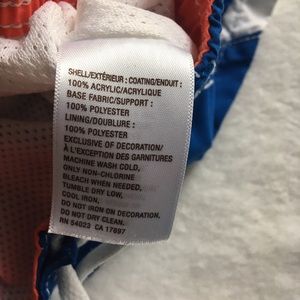 SHELL/EXTÉRIEUR : COATING/ENDUIT :
100% ACRYLIC/ACRYLIQUE
BASE FABRIC/SUPPORT :
100% POLYESTER
LINING/DOUBLURE :
100% POLYESTER
EXCLUSIVE OF DECORATION/
À L'EXCEPTION DES GARNITURES
MACHINE WASH COLD,
ONLY NON-CHLORINE
BLEACH WHEN NEEDED,
TUMBLE DRY LOW,
COOL IRON,
DO NOT IRON ON DECORATION,
DO NOT DRY CLEAN.
RN 54023 CA 17897